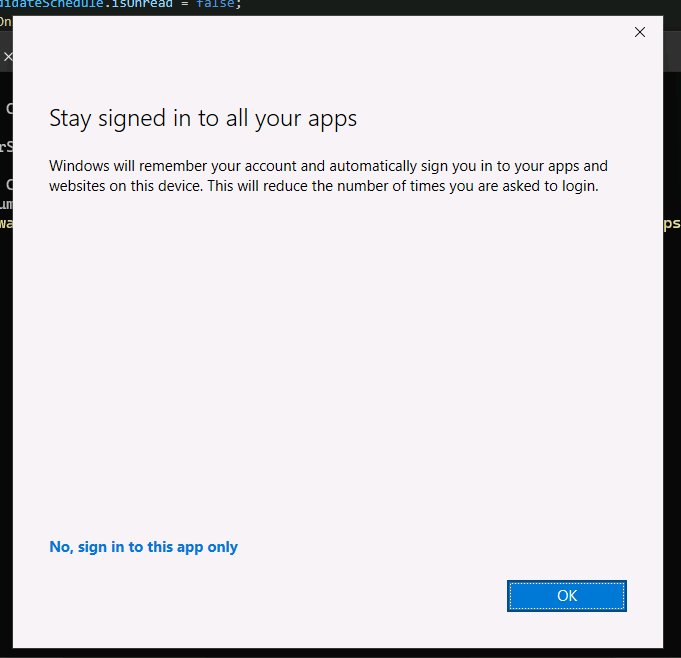 didateSchedule.isUnread = false;
On
Stay signed in to all your apps
Windows will remember your account and automatically sign you in to your apps and
websites on this device. This will reduce the number of times you are asked to login.
No, sign in to this app only
OK